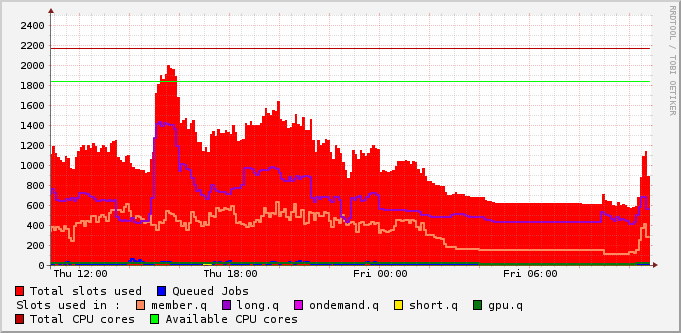 2400
2200
2000
1800
1600
1400
1200
1000
800
600
400
200
0
Thu 12:00 Thu 18:00 Fri 00:00 Fri 06:00
RRDTOOL / TOBI OETIKER
Total slots used Queued Jobs
Slots used in : member.q long.q ondemand.q short.q gpu.q
Total CPU cores Available CPU cores